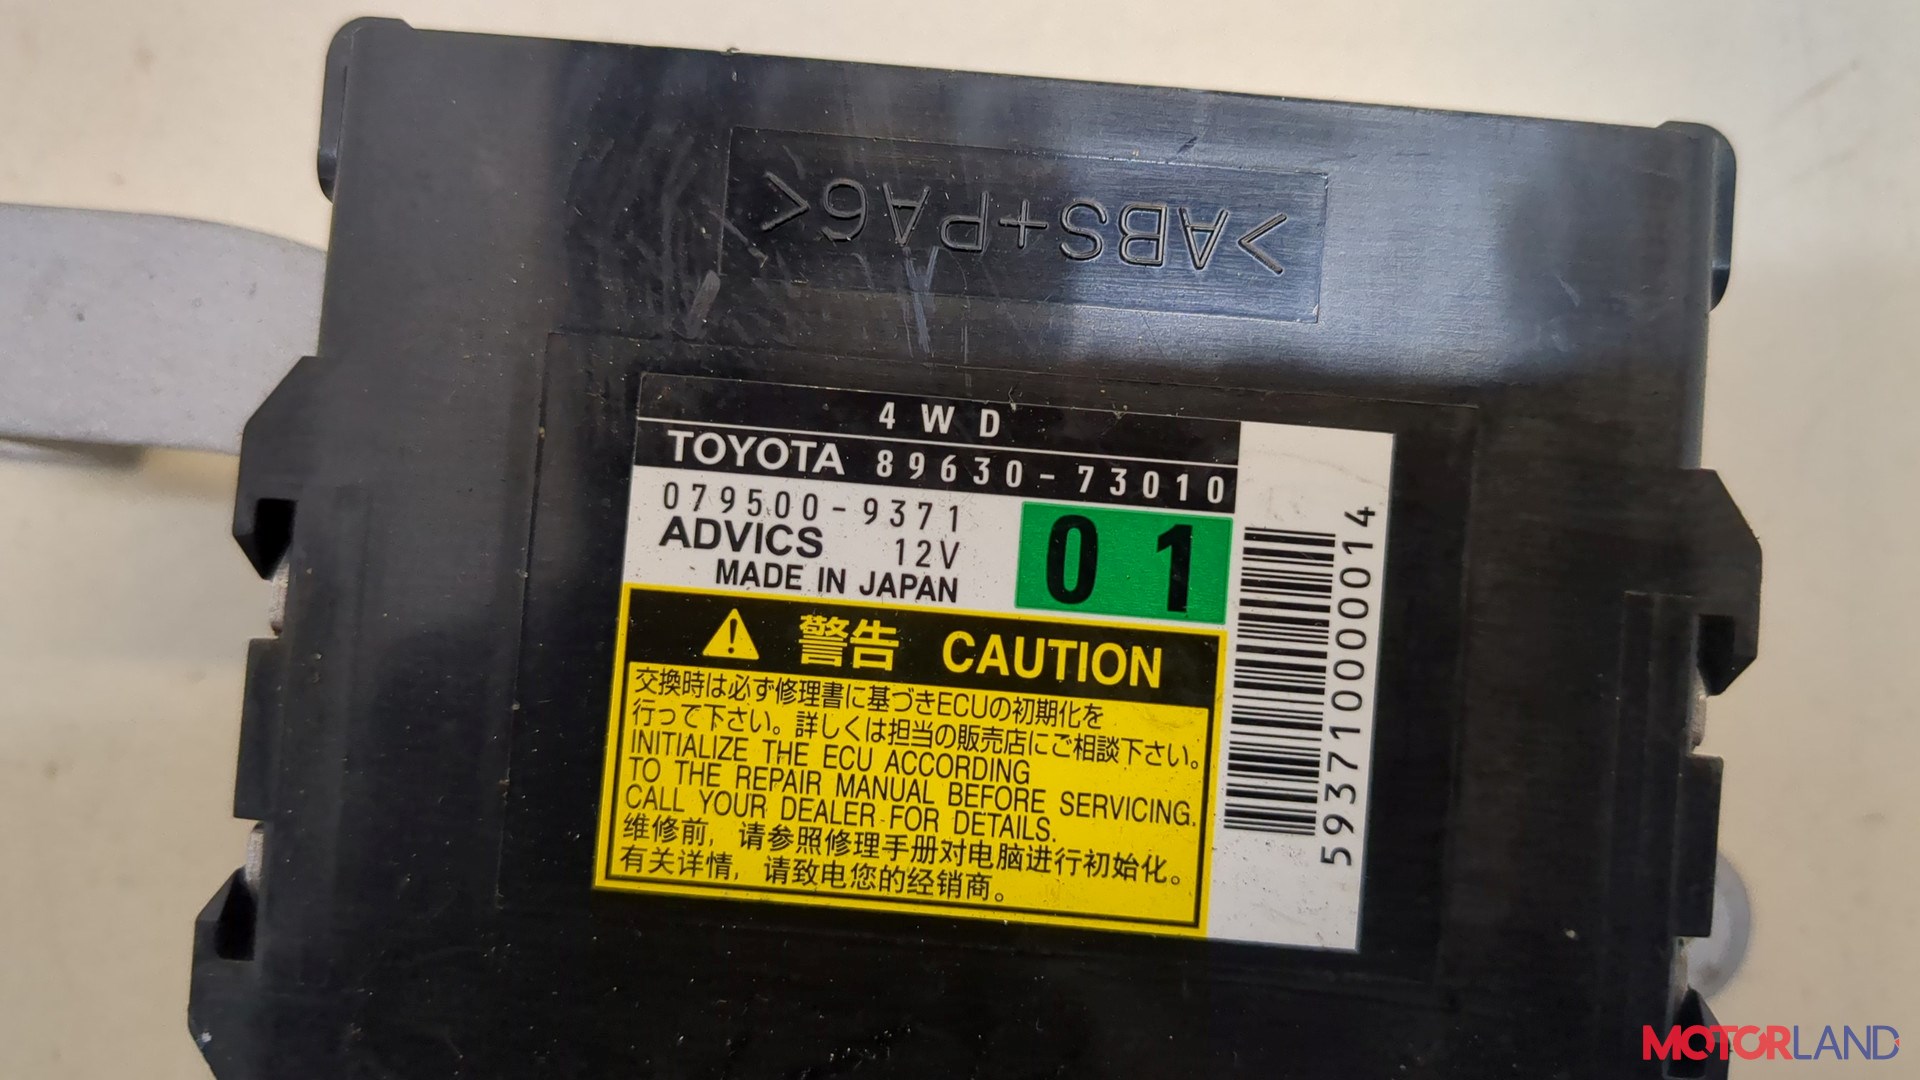 >ABS+PA6<
4WD
TOYOTA 89630-73010
079500-9371
ADVICS 12V
MADE IN JAPAN
01
警告 CAUTION
交換時は必ず修理書に基づきECUの初期化を
行って下さい。詳しくは担当の販売店にご相談下さい。
INITIALIZE THE ECU ACCORDING
TO THE REPAIR MANUAL BEFORE SERVICING.
CALL YOUR DEALER FOR DETAILS.
维修前，请参照修理手册对电脑进行初始化。
有关详情，请致电您的经销商。
593710000014
MOTORLAND